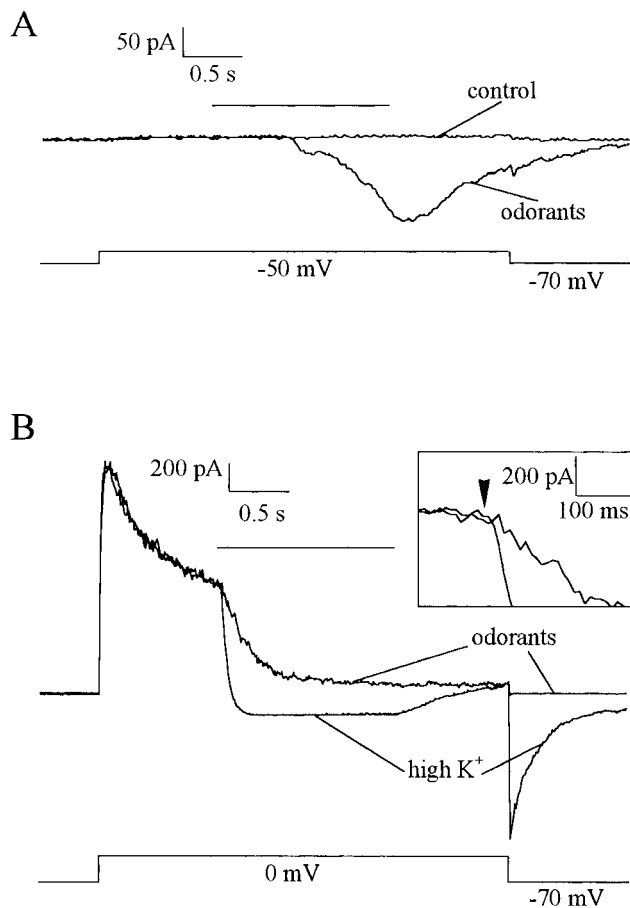 A
50 pA
0.5 s
control
odorants
-50 mV
-70 mV
B
200 pA
0.5 s
200 pA
100 ms
odorants
high K⁺
0 mV
-70 mV